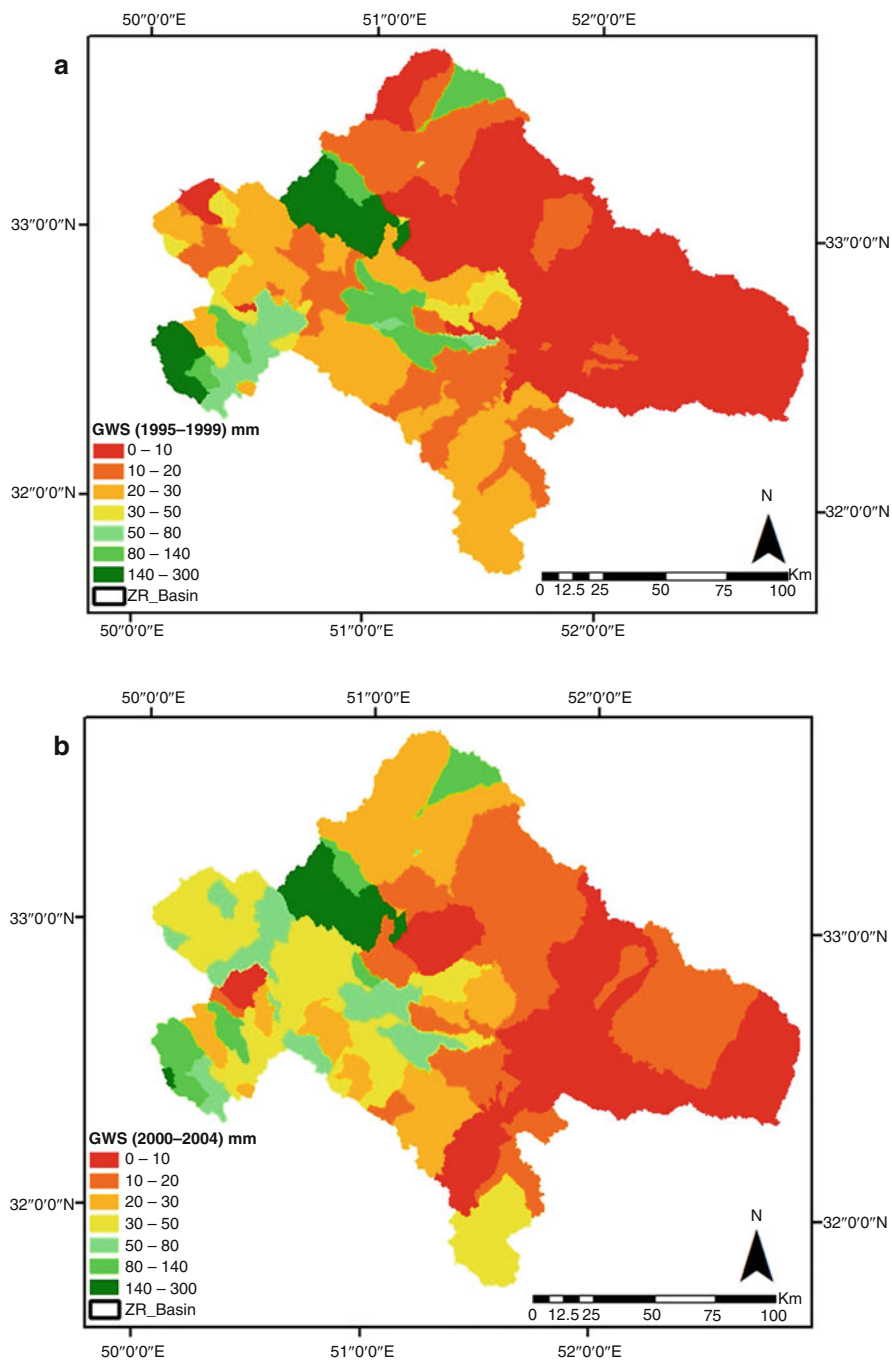 50"0'0"E 51"0'0"E 52"0'0"E
a
33"0'0"N 33"0'0"N
GWS (1995–1999) mm
0 – 10
10 – 20
20 – 30
30 – 50
50 – 80
80 – 140
140 – 300
ZR_Basin
32"0'0"N 32"0'0"N
N
Km
0 12.5 25 50 75 100
50"0'0"E 51"0'0"E 52"0'0"E
50"0'0"E 51"0'0"E 52"0'0"E
b
33"0'0"N 33"0'0"N
GWS (2000–2004) mm
0 – 10
10 – 20
20 – 30
30 – 50
50 – 80
80 – 140
140 – 300
ZR_Basin
32"0'0"N 32"0'0"N
N
Km
0 12.5 25 50 75 100
50"0'0"E 51"0'0"E 52"0'0"E